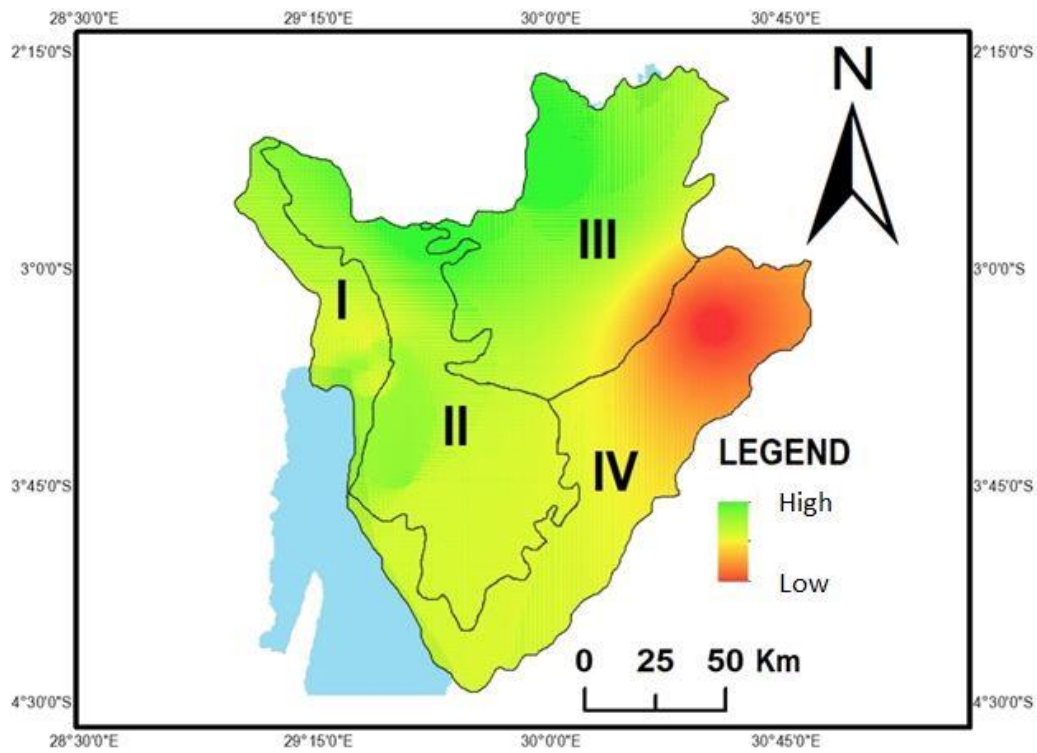 28°30'0"E 29°15'0"E 30°0'0"E 30°45'0"E
2°15'0"S 2°15'0"S
N
III
3°0'0"S 3°0'0"S
I
II
LEGEND
IV
3°45'0"S 3°45'0"S
High
Low
0 25 50 Km
4°30'0"S 4°30'0"S
28°30'0"E 29°15'0"E 30°0'0"E 30°45'0"E